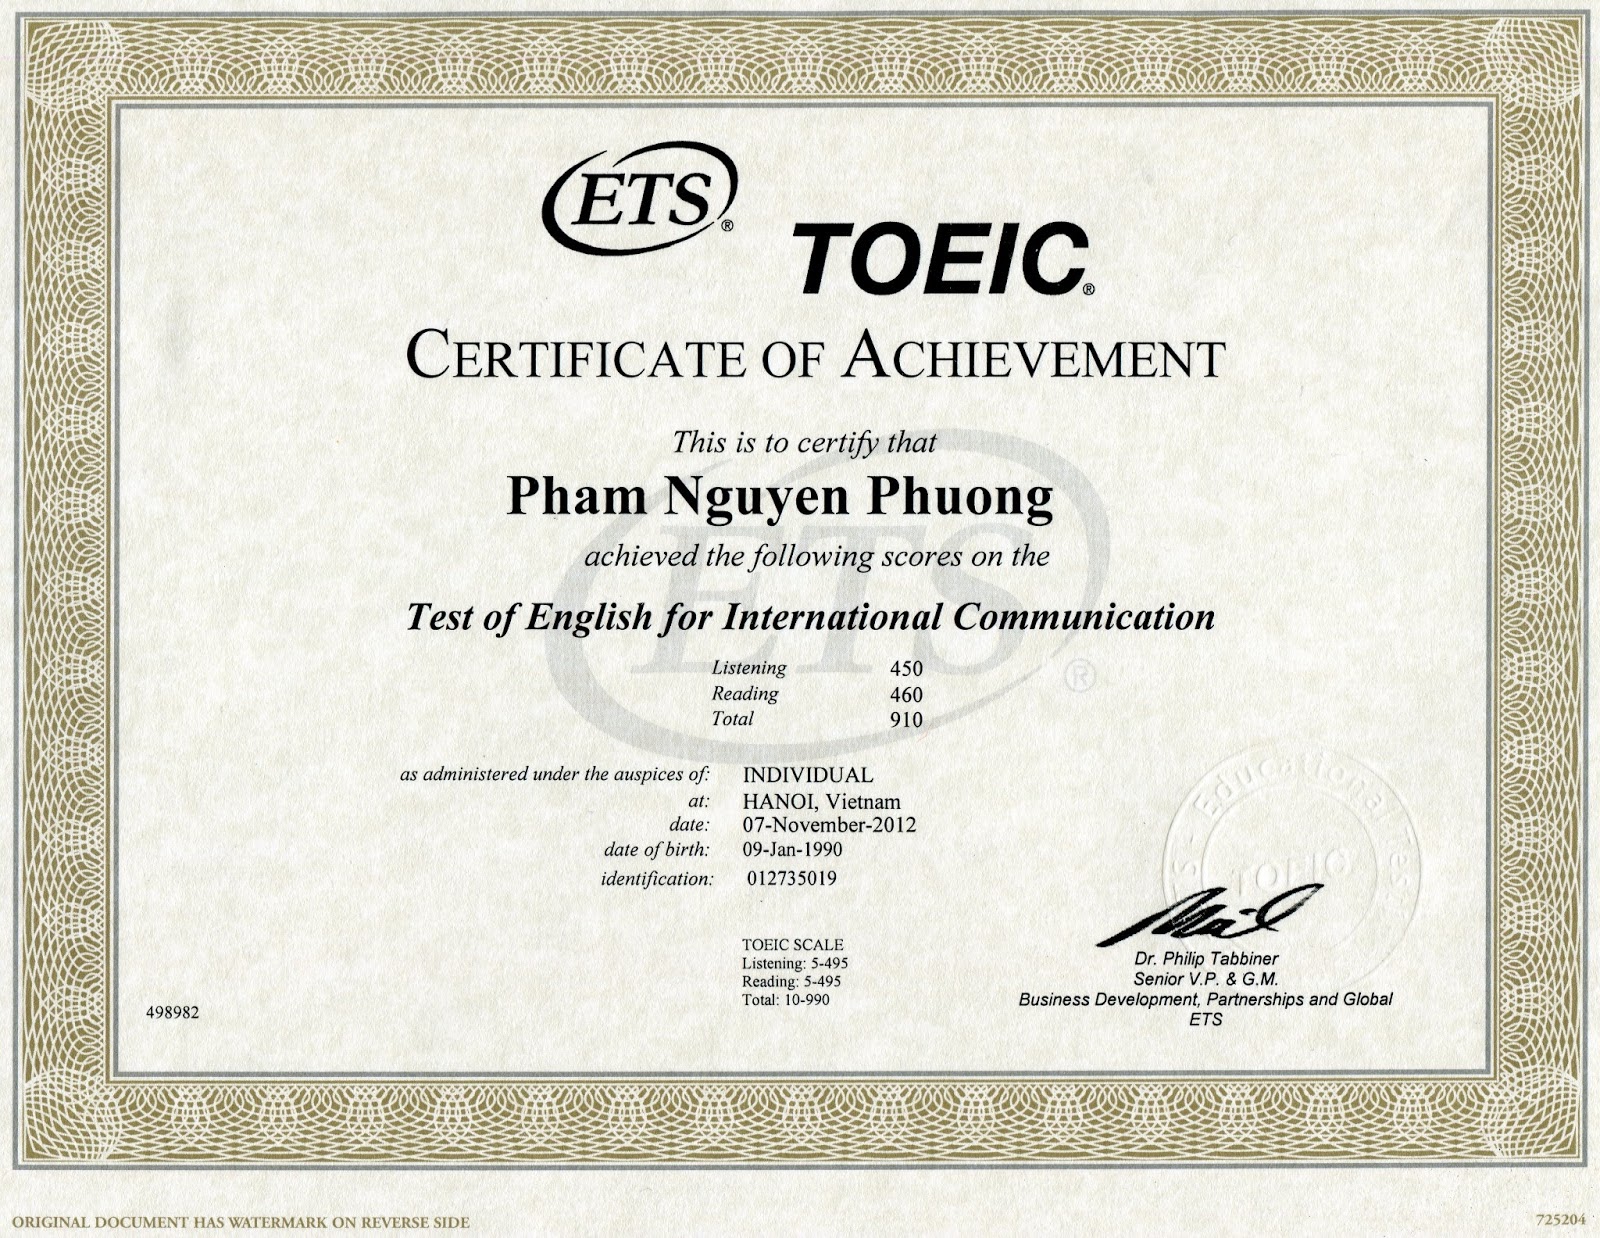 ETS®
TOEIC®
CERTIFICATE OF ACHIEVEMENT
This is to certify that
Pham Nguyen Phuong
achieved the following scores on the
Test of English for International Communication
Listening 450
Reading 460
Total 910
ETS®
as administered under the auspices of: INDIVIDUAL
at: HANOI, Vietnam
date: 07-November-2012
date of birth: 09-Jan-1990
identification: 012735019
TOEIC SCALE
Listening: 5-495
Reading: 5-495
Total: 10-990
Educational
TOEIC
Dr. Philip Tabbiner
Senior V.P. & G.M.
Business Development, Partnerships and Global
ETS
498982
ORIGINAL DOCUMENT HAS WATERMARK ON REVERSE SIDE
725204